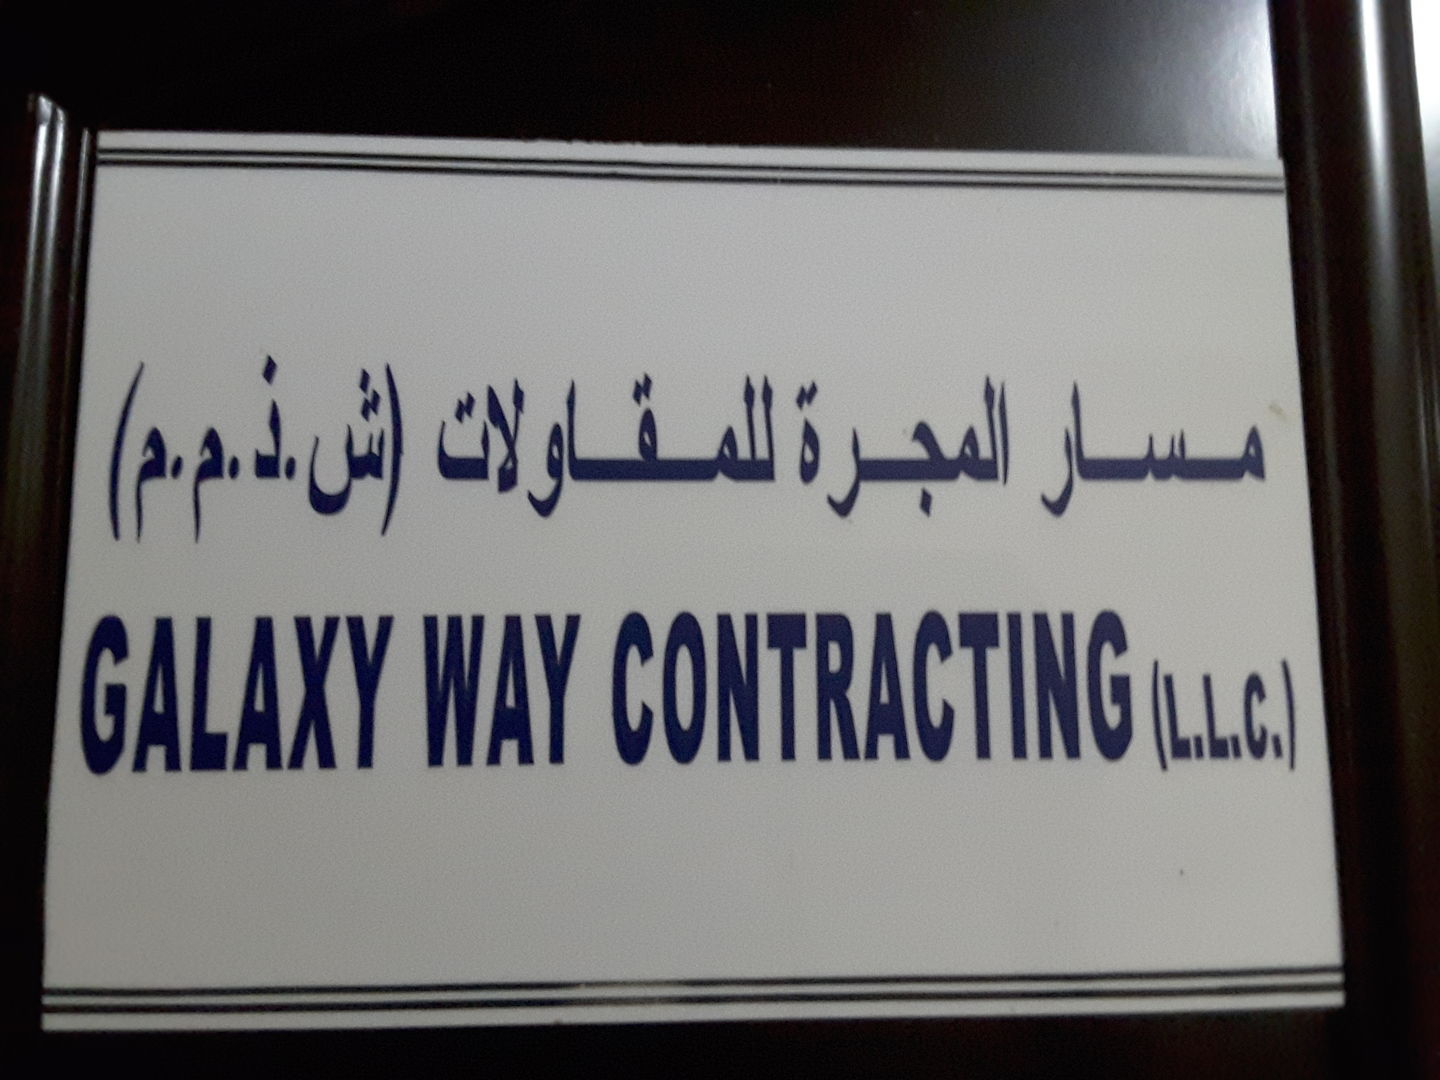 مسار المجرة للمقاولات (ش.ذ.م.م)
GALAXY WAY CONTRACTING (L.L.C.)